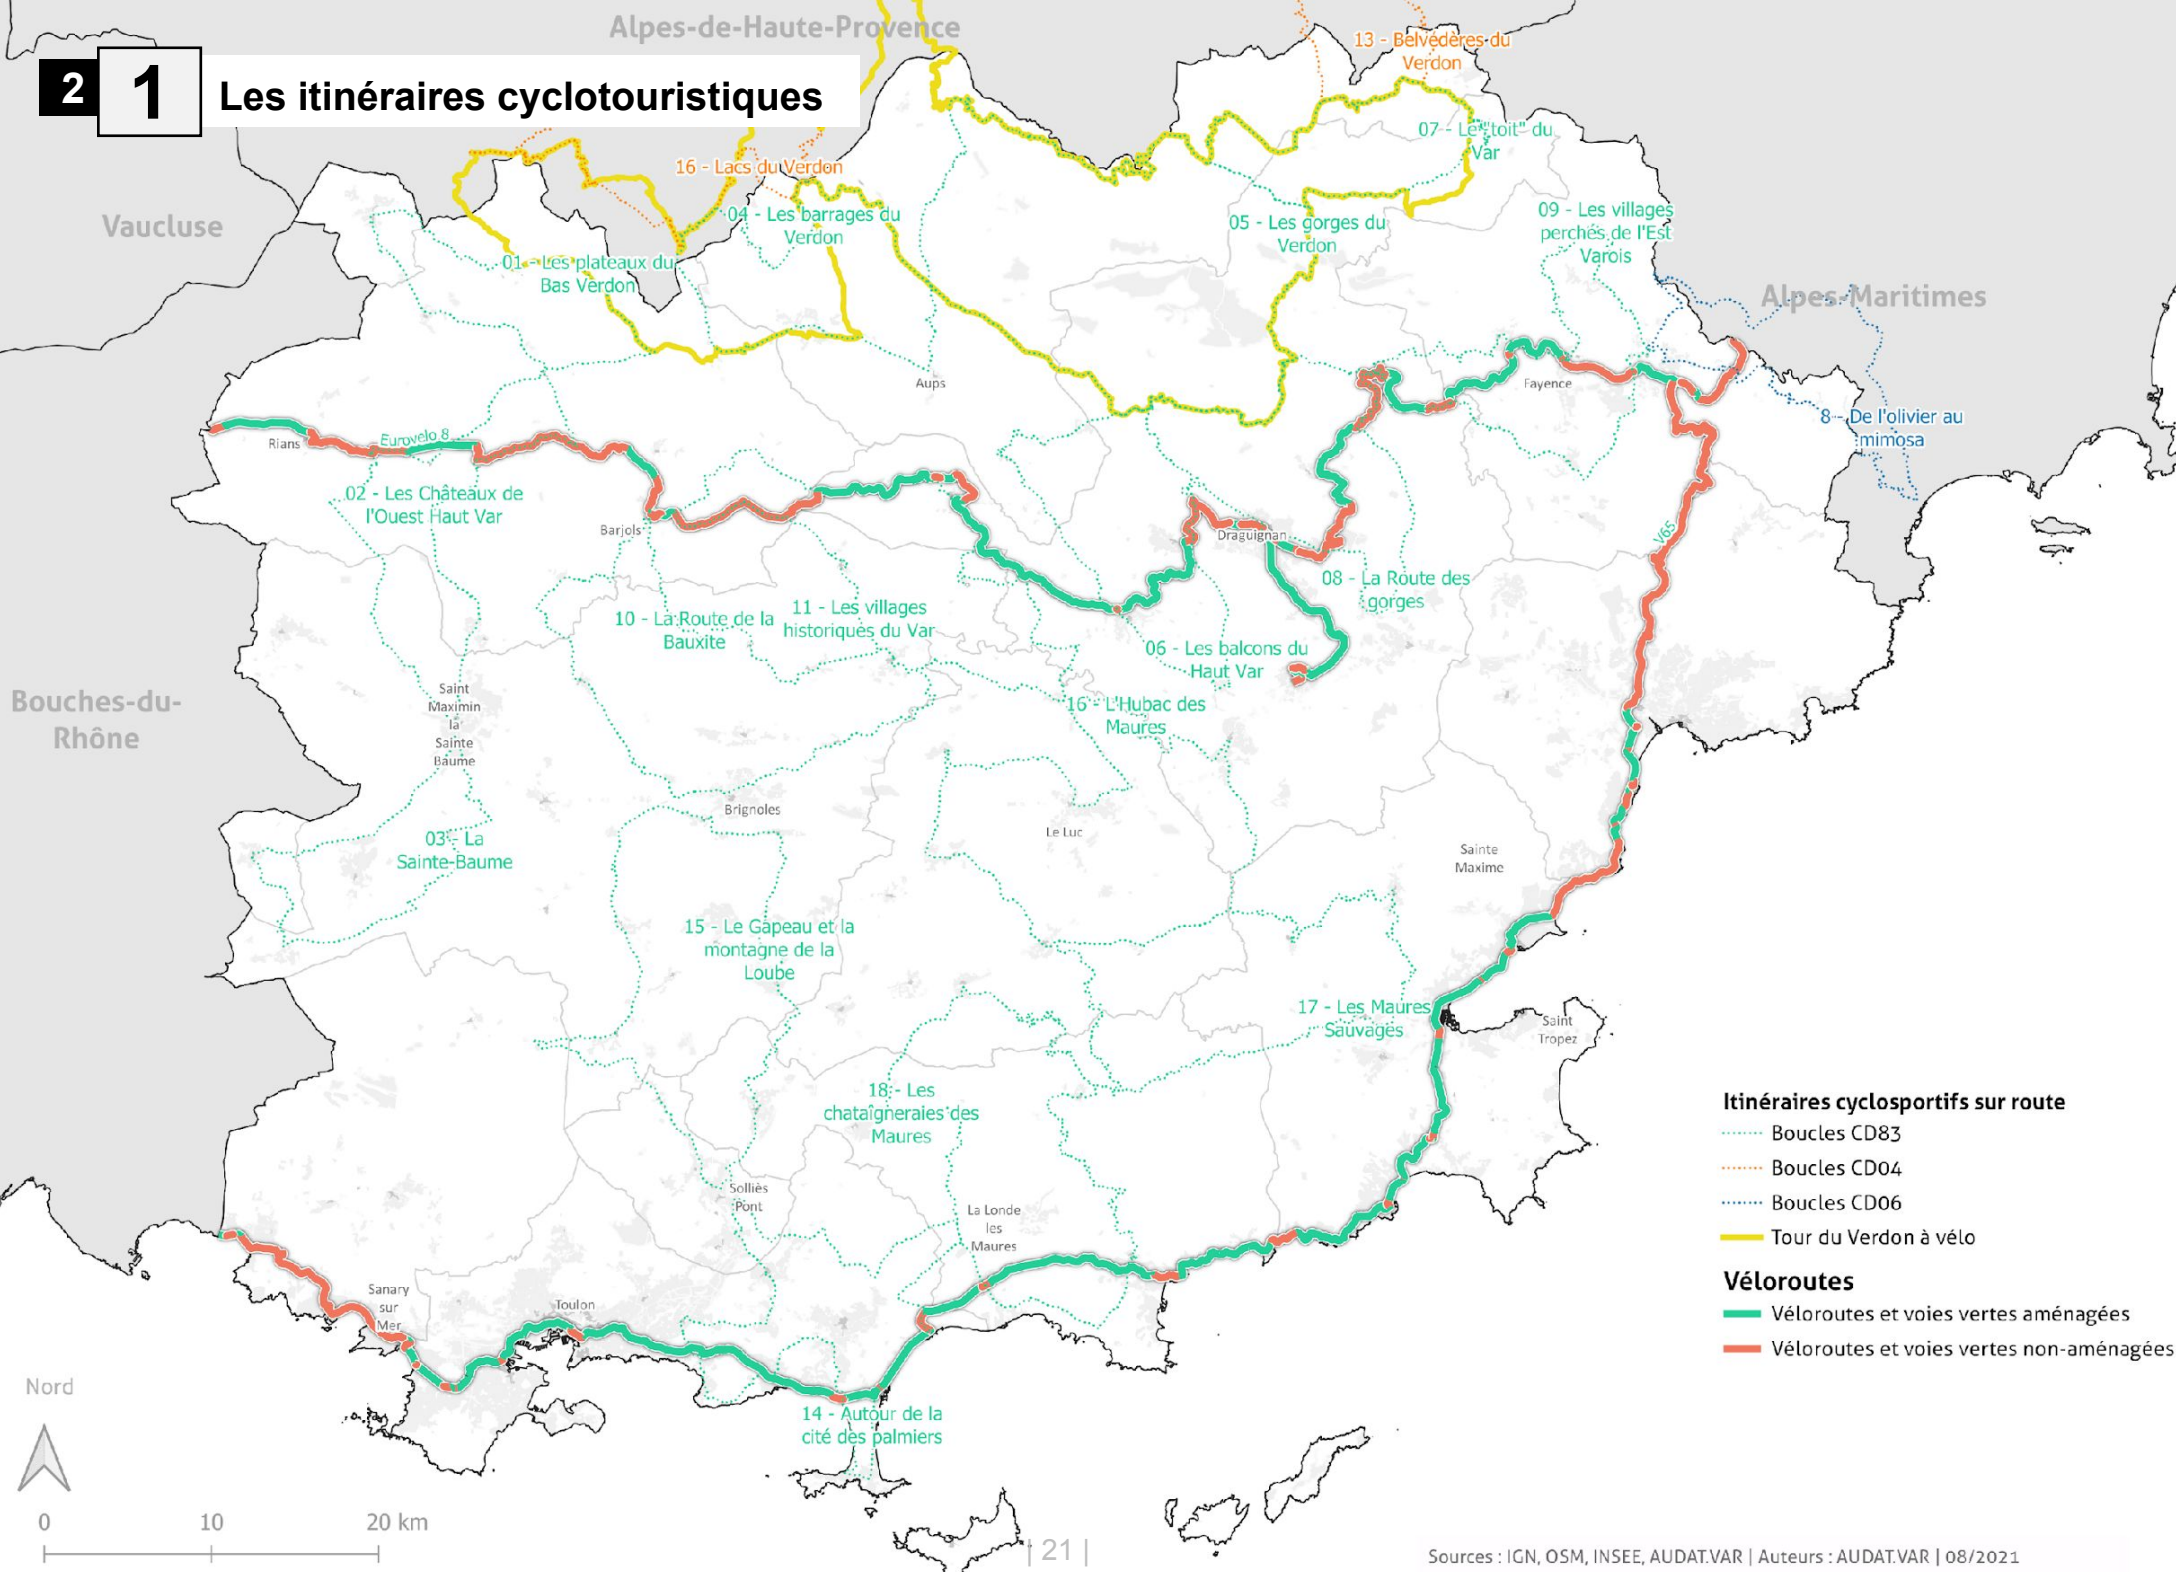 Alpes-de-Haute-Provence
2 1 Les itinéraires cyclotouristiques
13 - Belvédères du
Verdon
07 - Le "toit" du
Var
16 - Lacs du Verdon
04 - Les barrages du
Verdon
05 - Les gorges du
Verdon
09 - Les villages
perchés de l'Est
Varois
Vaucluse
01 - Les plateaux du
Bas Verdon
Alpes-Maritimes
Aups
Fayence
8 - De l'olivier au
mimosa
Rians
Eurovelo 8
02 - Les Châteaux de
l'Ouest Haut Var
Barjols
Draguignan
V65
08 - La Route des
gorges
10 - La Route de la
Bauxite
11 - Les villages
historiques du Var
06 - Les balcons du
Haut Var
Bouches-du-
Rhône
Saint
Maximin
la
Sainte
Baume
16 - L'Hubac des
Maures
Brignoles
Le Luc
03 - La
Sainte-Baume
Sainte
Maxime
15 - Le Gapeau et la
montagne de la
Loube
17 - Les Maures
Sauvages
Saint
Tropez
18 - Les
chataîgneraies des
Maures
Solliès
Pont
La Londe
les
Maures
Sanary
sur
Mer
Toulon
14 - Autour de la
cité des palmiers
Itinéraires cyclosportifs sur route
Boucles CD83
Boucles CD04
Boucles CD06
Tour du Verdon à vélo
Véloroutes
Véloroutes et voies vertes aménagées
Véloroutes et voies vertes non-aménagées
Nord
0 10 20 km
| 21 |
Sources : IGN, OSM, INSEE, AUDAT.VAR | Auteurs : AUDAT.VAR | 08/2021